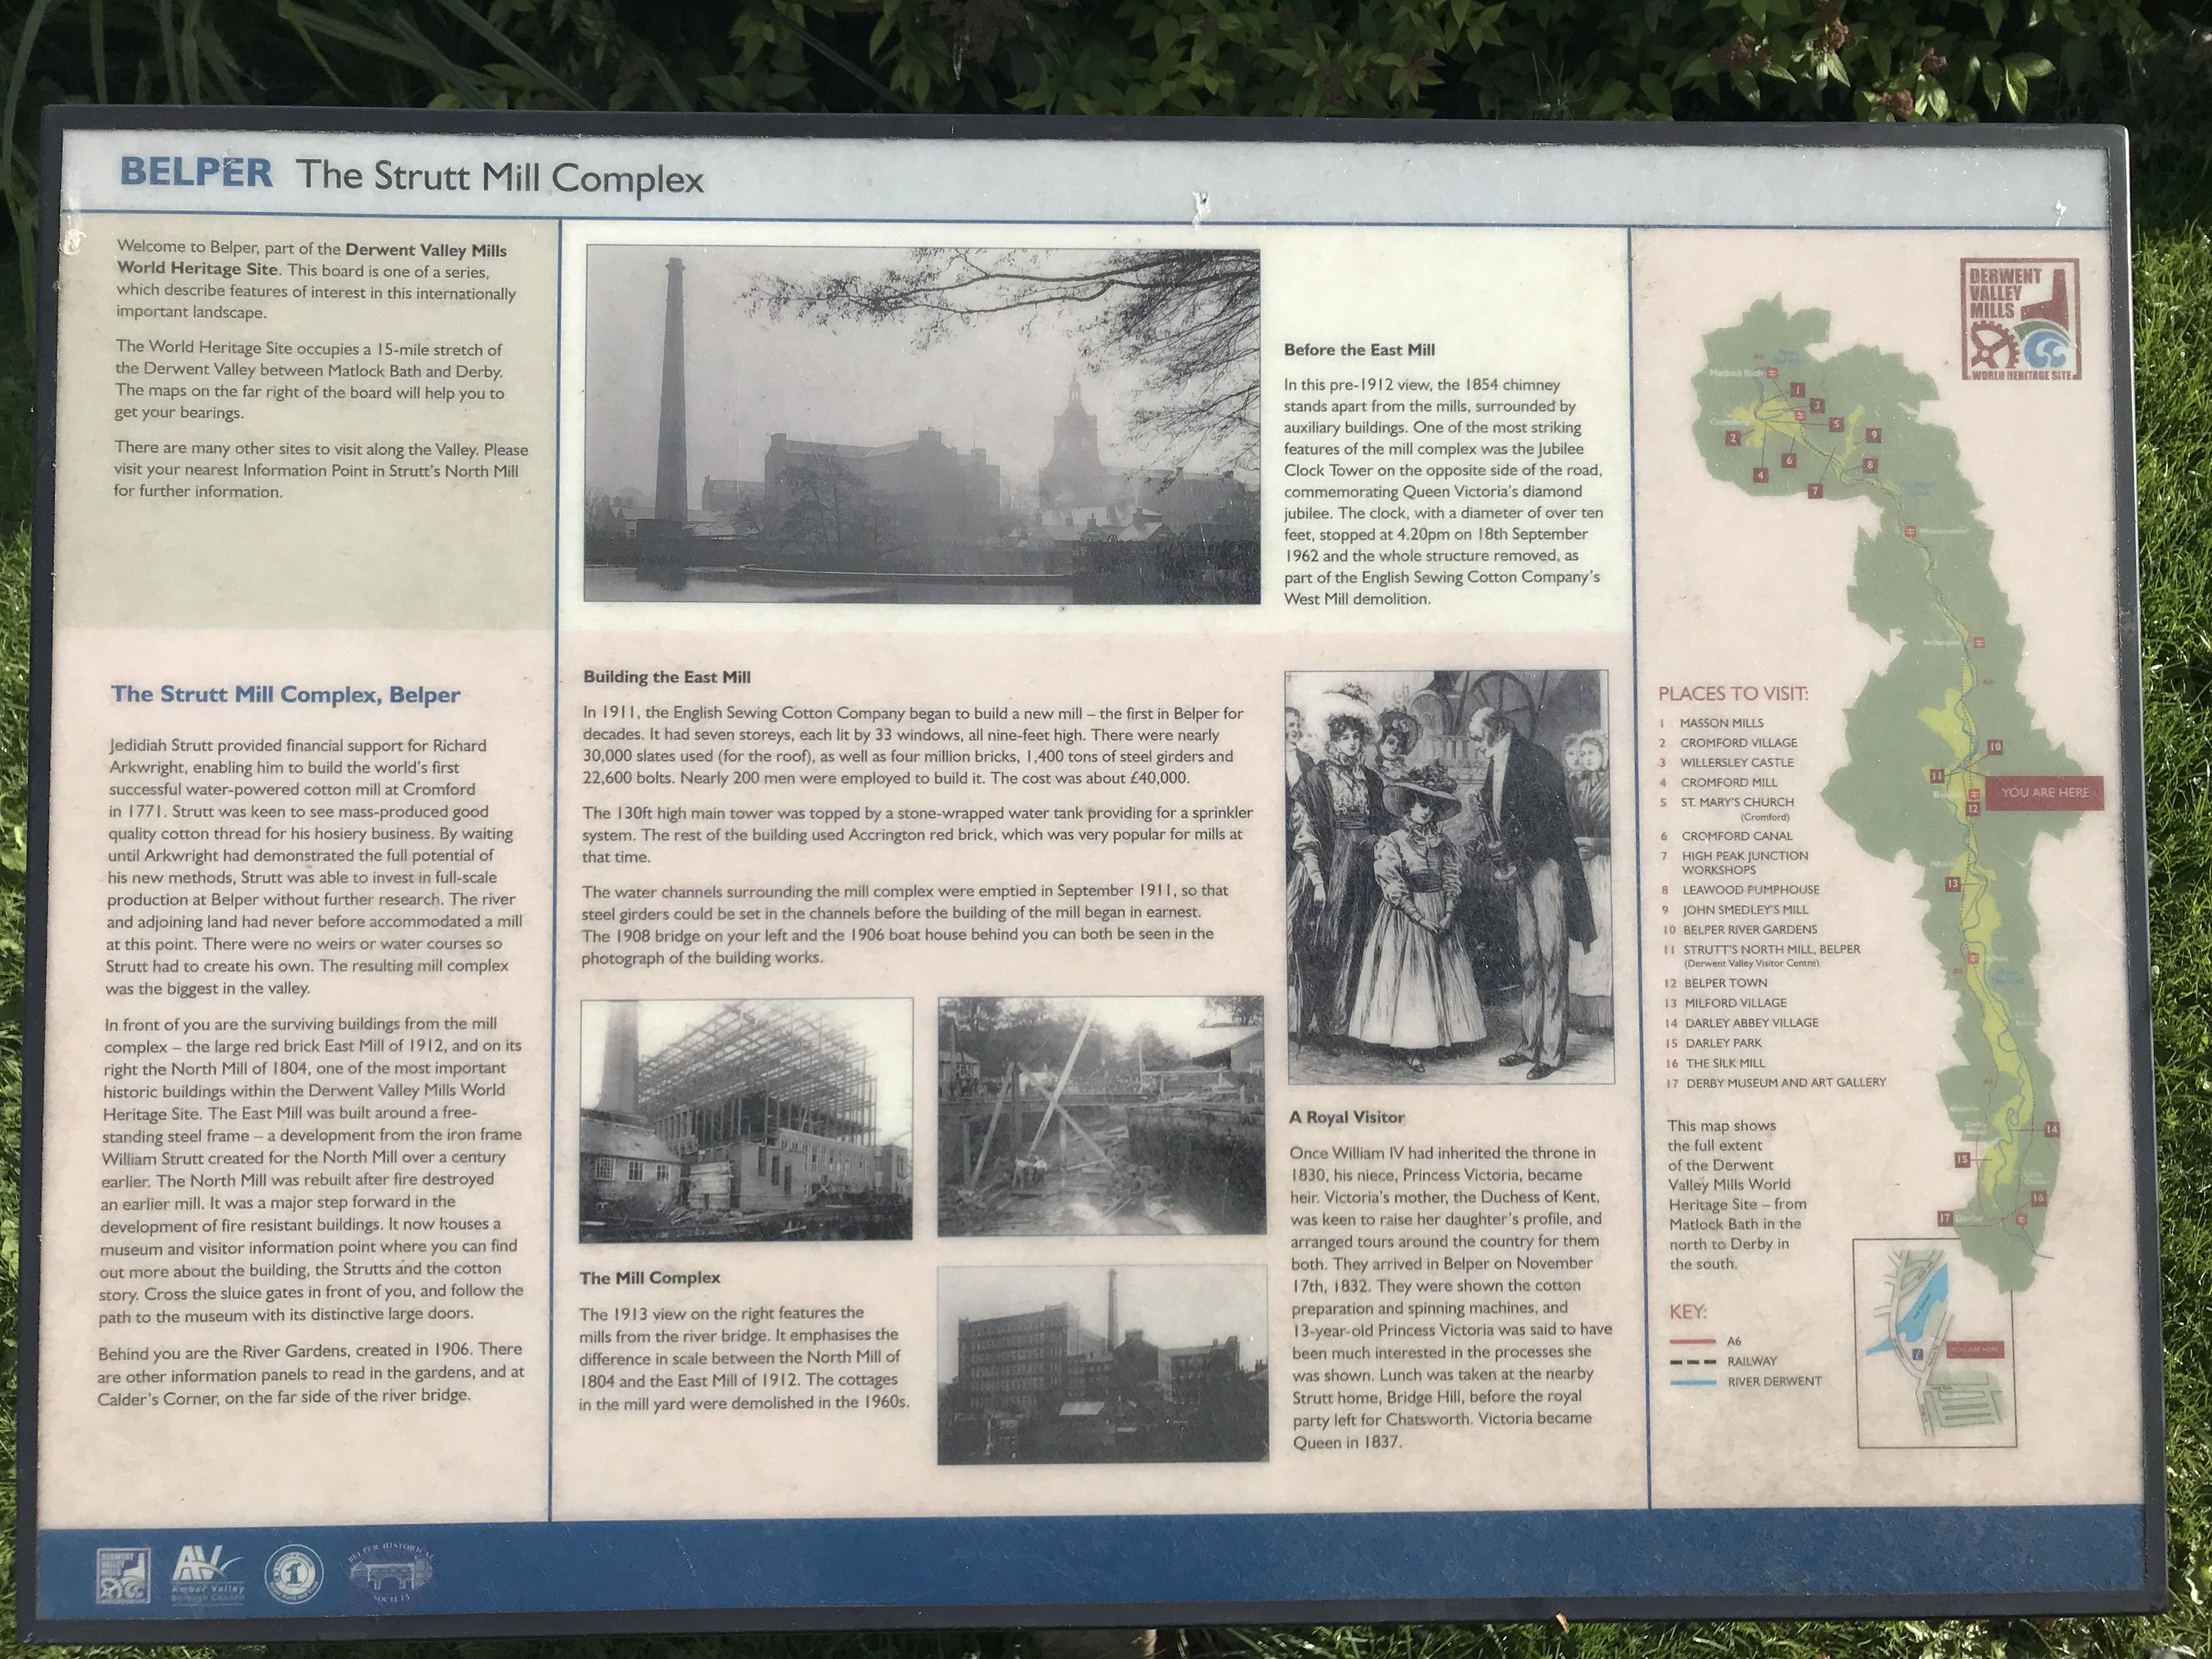 BELPER The Strutt Mill Complex
Welcome to Belper, part of the Derwent Valley Mills
World Heritage Site. This board is one of a series,
which describe features of interest in this internationally
important landscape.
The World Heritage Site occupies a 15-mile stretch of
the Derwent Valley between Matlock Bath and Derby.
The maps on the far right of the board will help you to
get your bearings.
There are many other sites to visit along the Valley. Please
visit your nearest Information Point in Strutt's North Mill
for further information.
The Strutt Mill Complex, Belper
Jedidiah Strutt provided financial support for Richard
Arkwright, enabling him to build the world's first
successful water-powered cotton mill at Cromford
in 1771. Strutt was keen to see mass-produced good
quality cotton thread for his hosiery business. By waiting
until Arkwright had demonstrated the full potential of
his new methods, Strutt was able to invest in full-scale
production at Belper without further research. The river
and adjoining land had never before accommodated a mill
at this point. There were no weirs or water courses so
Strutt had to create his own. The resulting mill complex
was the biggest in the valley.
In front of you are the surviving buildings from the mill
complex – the large red brick East Mill of 1912, and on its
right the North Mill of 1804, one of the most important
historic buildings within the Derwent Valley Mills World
Heritage Site. The East Mill was built around a free-
standing steel frame – a development from the iron frame
William Strutt created for the North Mill over a century
earlier. The North Mill was rebuilt after fire destroyed
an earlier mill. It was a major step forward in the
development of fire resistant buildings. It now houses a
museum and visitor information point where you can find
out more about the building, the Strutts and the cotton
story. Cross the sluice gates in front of you, and follow the
path to the museum with its distinctive large doors.
Behind you are the River Gardens, created in 1906. There
are other information panels to read in the gardens, and at
Calder's Corner, on the far side of the river bridge.
Before the East Mill
In this pre-1912 view, the 1854 chimney
stands apart from the mills, surrounded by
auxiliary buildings. One of the most striking
features of the mill complex was the Jubilee
Clock Tower on the opposite side of the road,
commemorating Queen Victoria's diamond
jubilee. The clock, with a diameter of over ten
feet, stopped at 4.20pm on 18th September
1962 and the whole structure removed, as
part of the English Sewing Cotton Company's
West Mill demolition.
Building the East Mill
In 1911, the English Sewing Cotton Company began to build a new mill – the first in Belper for
decades. It had seven storeys, each lit by 33 windows, all nine-feet high. There were nearly
30,000 slates used (for the roof), as well as four million bricks, 1,400 tons of steel girders and
22,600 bolts. Nearly 200 men were employed to build it. The cost was about £40,000.
The 130ft high main tower was topped by a stone-wrapped water tank providing for a sprinkler
system. The rest of the building used Accrington red brick, which was very popular for mills at
that time.
The water channels surrounding the mill complex were emptied in September 1911, so that
steel girders could be set in the channels before the building of the mill began in earnest.
The 1908 bridge on your left and the 1906 boat house behind you can both be seen in the
photograph of the building works.
The Mill Complex
The 1913 view on the right features the
mills from the river bridge. It emphasises the
difference in scale between the North Mill of
1804 and the East Mill of 1912. The cottages
in the mill yard were demolished in the 1960s.
A Royal Visitor
Once William IV had inherited the throne in
1830, his niece, Princess Victoria, became
heir. Victoria's mother, the Duchess of Kent,
was keen to raise her daughter's profile, and
arranged tours around the country for them
both. They arrived in Belper on November
17th, 1832. They were shown the cotton
preparation and spinning machines, and
13-year-old Princess Victoria was said to have
been much interested in the processes she
was shown. Lunch was taken at the nearby
Strutt home, Bridge Hill, before the royal
party left for Chatsworth. Victoria became
Queen in 1837.
DERWENT
VALLEY
MILLS
WORLD HERITAGE SITE
Matlock Bath
Cromford
1
3
5
2
9
6
8
4
7
10
11
YOU ARE HERE
12
13
14
15
16
17 Derby
PLACES TO VISIT:
1 MASSON MILLS
2 CROMFORD VILLAGE
3 WILLERSLEY CASTLE
4 CROMFORD MILL
5 ST. MARY'S CHURCH
(Cromford)
6 CROMFORD CANAL
7 HIGH PEAK JUNCTION
WORKSHOPS
8 LEAWOOD PUMPHOUSE
9 JOHN SMEDLEY'S MILL
10 BELPER RIVER GARDENS
11 STRUTT'S NORTH MILL, BELPER
(Derwent Valley Visitor Centre)
12 BELPER TOWN
13 MILFORD VILLAGE
14 DARLEY ABBEY VILLAGE
15 DARLEY PARK
16 THE SILK MILL
17 DERBY MUSEUM AND ART GALLERY
This map shows
the full extent
of the Derwent
Valley Mills World
Heritage Site – from
Matlock Bath in the
north to Derby in
the south.
KEY:
A6
RAILWAY
RIVER DERWENT
YOU ARE HERE
DERWENT
VALLEY
MILLS
AV
Amber Valley
Borough Council
1
BELPER HISTORICAL
SOCIETY